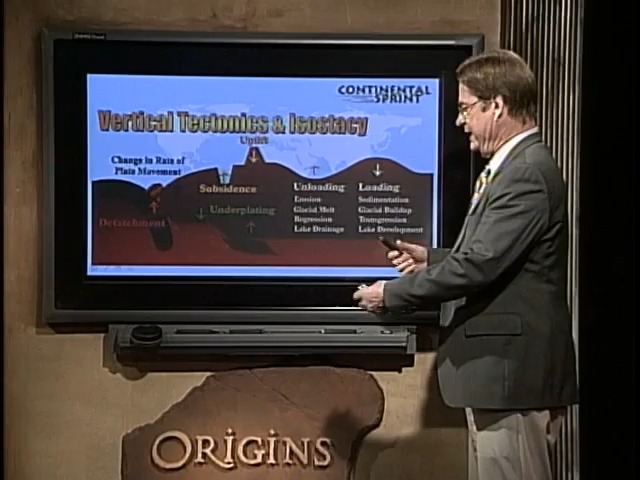 CONTINENTAL
SPRINT
Vertical Tectonics & Isostacy
Uplift
Change in Rate of
Plate Movement
Subsidence
Underplating
Detatchment
Unloading
Erosion
Glacial Melt
Regression
Lake Drainage
Loading
Sedimentation
Glacial Buildup
Transgression
Lake Development
ORIGINS